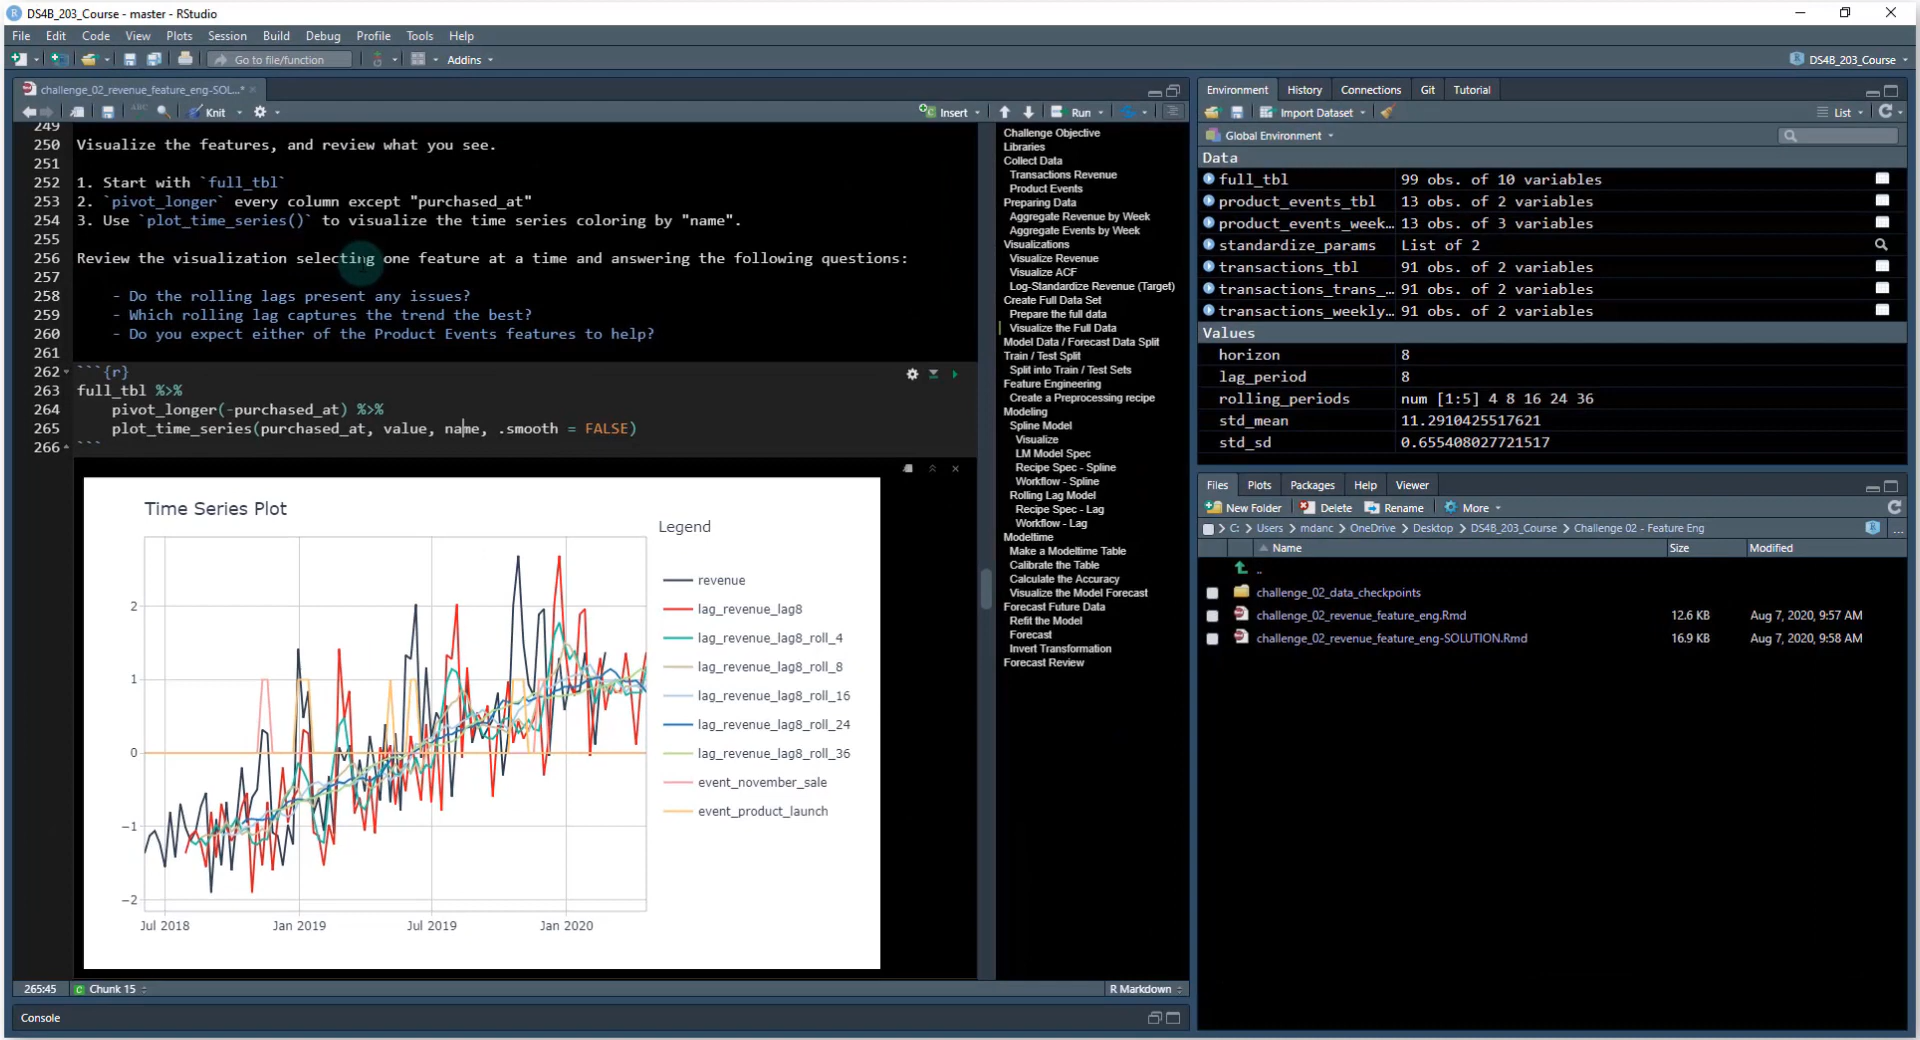 DS4B_203_Course - master - RStudio
File Edit Code View Plots Session Build Debug Profile Tools Help
Go to file/function Addins DS4B_203_Course
challenge_02_revenue_feature_eng-SOL...*
Knit Insert Run
249
250 Visualize the features, and review what you see.
251
252 1. Start with `full_tbl`
253 2. `pivot_longer` every column except "purchased_at"
254 3. Use `plot_time_series()` to visualize the time series coloring by "name".
255
256 Review the visualization selecting one feature at a time and answering the following questions:
257
258 - Do the rolling lags present any issues?
259 - Which rolling lag captures the trend the best?
260 - Do you expect either of the Product Events features to help?
261
262 ```{r}
263 full_tbl %>%
264 pivot_longer(-purchased_at) %>%
265 plot_time_series(purchased_at, value, name, .smooth = FALSE)
266 ```
Time Series Plot
Legend
revenue
lag_revenue_lag8
lag_revenue_lag8_roll_4
lag_revenue_lag8_roll_8
lag_revenue_lag8_roll_16
lag_revenue_lag8_roll_24
lag_revenue_lag8_roll_36
event_november_sale
event_product_launch
2
1
0
−1
−2
Jul 2018 Jan 2019 Jul 2019 Jan 2020
265:45 Chunk 15 R Markdown
Console
Challenge Objective
Libraries
Collect Data
Transactions Revenue
Product Events
Preparing Data
Aggregate Revenue by Week
Aggregate Events by Week
Visualizations
Visualize Revenue
Visualize ACF
Log-Standardize Revenue (Target)
Create Full Data Set
Prepare the full data
Visualize the Full Data
Model Data / Forecast Data Split
Train / Test Split
Split into Train / Test Sets
Feature Engineering
Create a Preprocessing recipe
Modeling
Spline Model
Visualize
LM Model Spec
Recipe Spec - Spline
Workflow - Spline
Rolling Lag Model
Recipe Spec - Lag
Workflow - Lag
Modeltime
Make a Modeltime Table
Calibrate the Table
Calculate the Accuracy
Visualize the Model Forecast
Forecast Future Data
Refit the Model
Forecast
Invert Transformation
Forecast Review
Environment History Connections Git Tutorial
Import Dataset List
Global Environment
Data
full_tbl 99 obs. of 10 variables
product_events_tbl 13 obs. of 2 variables
product_events_week... 13 obs. of 3 variables
standardize_params List of 2
transactions_tbl 91 obs. of 2 variables
transactions_trans_... 91 obs. of 2 variables
transactions_weekly... 91 obs. of 2 variables
Values
horizon 8
lag_period 8
rolling_periods num [1:5] 4 8 16 24 36
std_mean 11.2910425517621
std_sd 0.655408027721517
Files Plots Packages Help Viewer
New Folder Delete Rename More
C: Users mdanc OneDrive Desktop DS4B_203_Course Challenge 02 - Feature Eng ...
Name Size Modified
..
challenge_02_data_checkpoints
challenge_02_revenue_feature_eng.Rmd 12.6 KB Aug 7, 2020, 9:57 AM
challenge_02_revenue_feature_eng-SOLUTION.Rmd 16.9 KB Aug 7, 2020, 9:58 AM